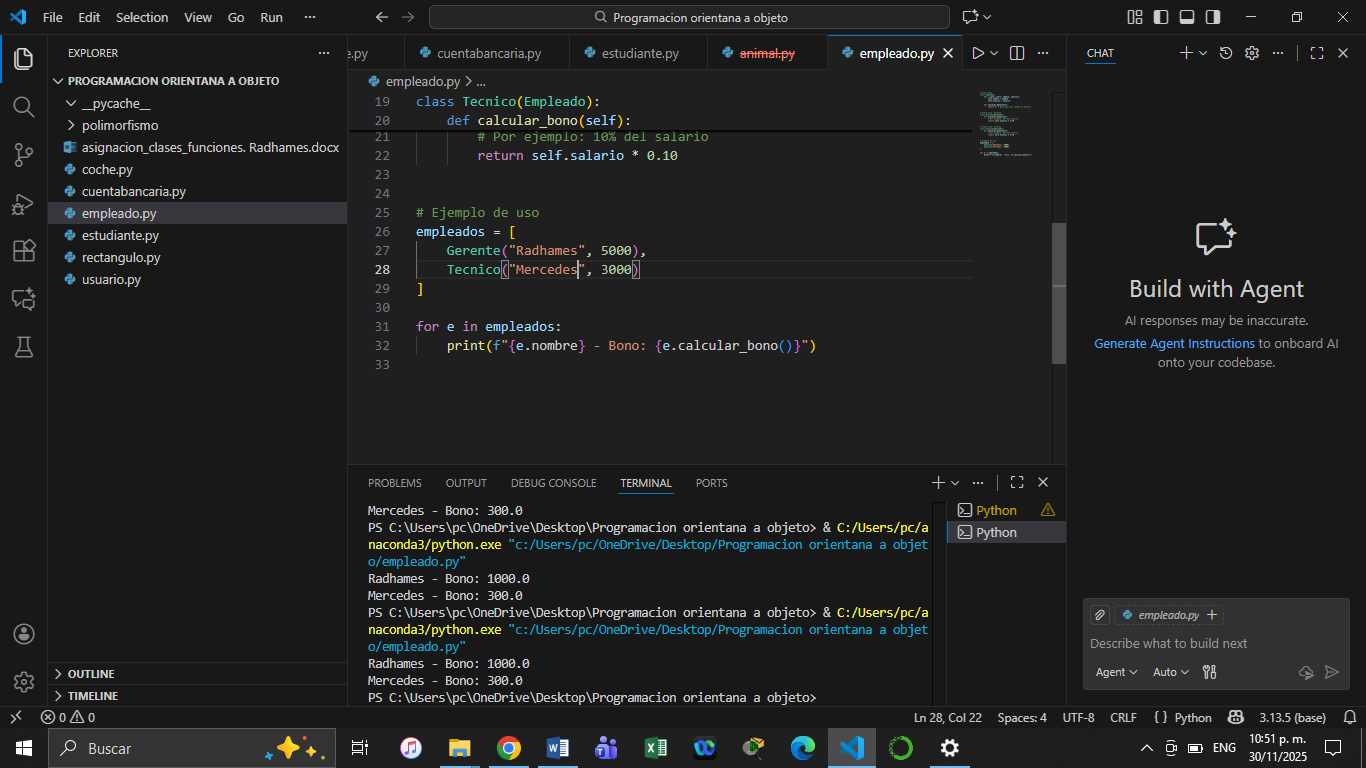 File Edit Selection View Go Run ···
Programacion orientana a objeto
EXPLORER
PROGRAMACION ORIENTANA A OBJETO
__pycache__
polimorfismo
asignacion_clases_funciones. Radhames.docx
coche.py
cuentabancaria.py
empleado.py
estudiante.py
rectangulo.py
usuario.py
OUTLINE
TIMELINE
e.py cuentabancaria.py estudiante.py animal.py empleado.py
empleado.py > ...
19 class Tecnico(Empleado):
20 def calcular_bono(self):
21 # Por ejemplo: 10% del salario
22 return self.salario * 0.10
23
24
25 # Ejemplo de uso
26 empleados = [
27 Gerente("Radhames", 5000),
28 Tecnico("Mercedes", 3000)
29 ]
30
31 for e in empleados:
32 print(f"{e.nombre} - Bono: {e.calcular_bono()}")
33
PROBLEMS OUTPUT DEBUG CONSOLE TERMINAL PORTS
Mercedes - Bono: 300.0
PS C:\Users\pc\OneDrive\Desktop\Programacion orientana a objeto> & C:/Users/pc/a
naconda3/python.exe "c:/Users/pc/OneDrive/Desktop/Programacion orientana a objet
o/empleado.py"
Radhames - Bono: 1000.0
Mercedes - Bono: 300.0
PS C:\Users\pc\OneDrive\Desktop\Programacion orientana a objeto> & C:/Users/pc/a
naconda3/python.exe "c:/Users/pc/OneDrive/Desktop/Programacion orientana a objet
o/empleado.py"
Radhames - Bono: 1000.0
Mercedes - Bono: 300.0
PS C:\Users\pc\OneDrive\Desktop\Programacion orientana a objeto>
Python
Python
CHAT
Build with Agent
AI responses may be inaccurate.
Generate Agent Instructions to onboard AI
onto your codebase.
empleado.py
Describe what to build next
Agent Auto
0 0 Ln 28, Col 22 Spaces: 4 UTF-8 CRLF { } Python 3.13.5 (base)
Buscar
ENG
10:51 p. m.
30/11/2025